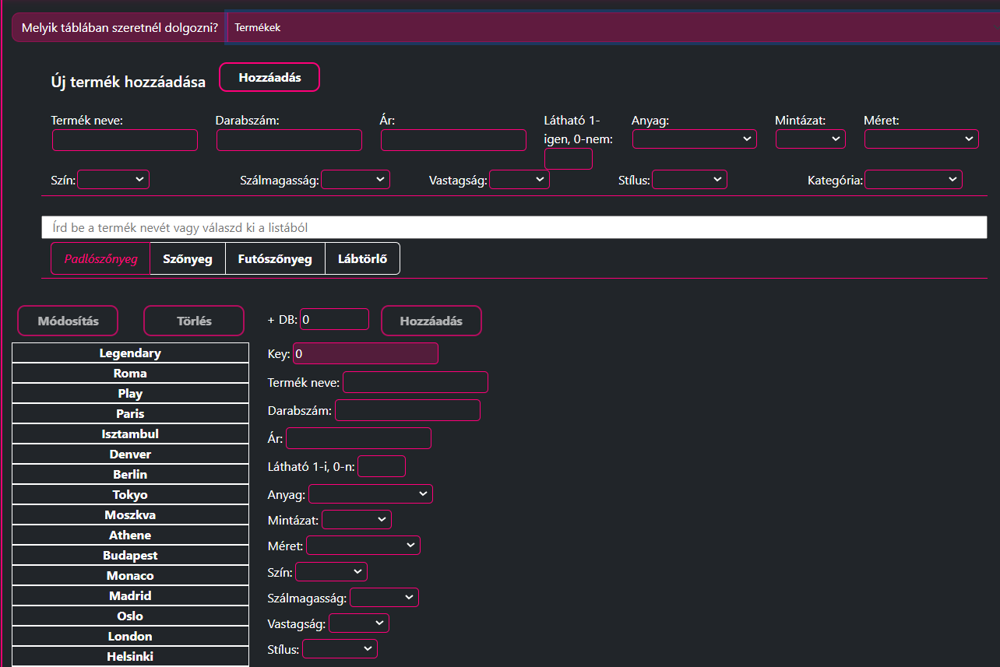 Melyik táblában szeretnél dolgozni? Termékek
Új termék hozzáadása Hozzáadás
Termék neve: Darabszám: Ár: Látható 1-igen, 0-nem: Anyag: Mintázat: Méret:
Szín: Szálmagasság: Vastagság: Stílus: Kategória:
Írd be a termék nevét vagy válaszd ki a listából
Padlószőnyeg Szőnyeg Futószőnyeg Lábtörlő
Módosítás Törlés + DB: 0 Hozzáadás
Legendary
Roma
Play
Paris
Isztambul
Denver
Berlin
Tokyo
Moszkva
Athene
Budapest
Monaco
Madrid
Oslo
London
Helsinki
Key: 0
Termék neve:
Darabszám:
Ár:
Látható 1-i, 0-n:
Anyag:
Mintázat:
Méret:
Szín:
Szálmagasság:
Vastagság:
Stílus: